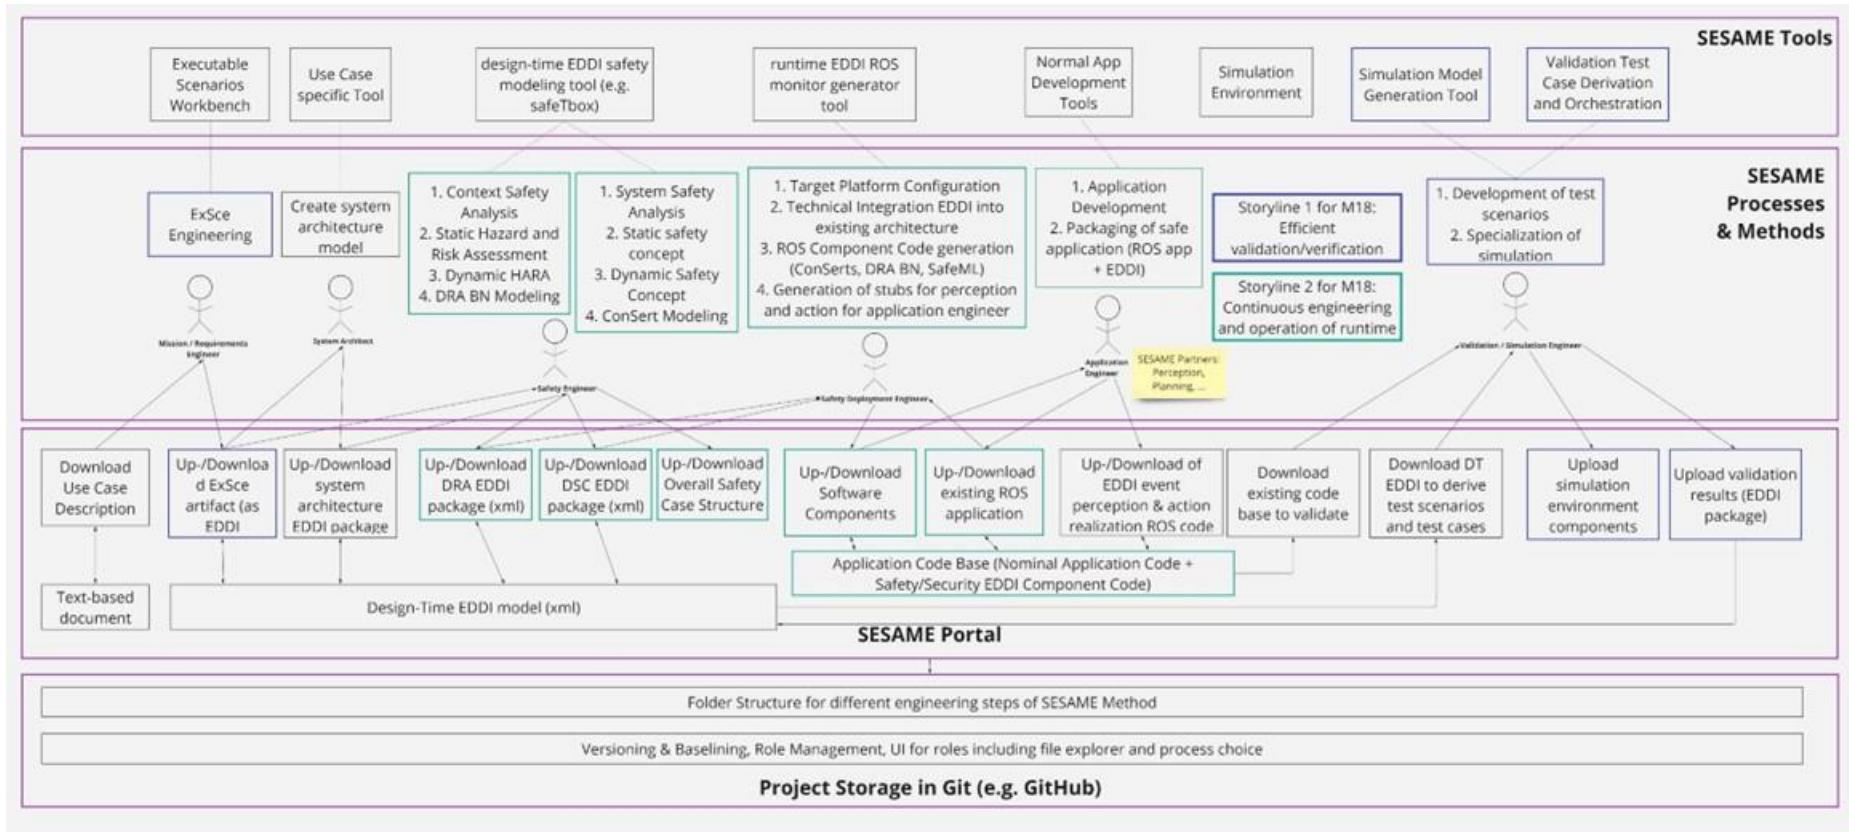 SESAME Tools
Executable
Scenarios
Workbench
Use Case
specific Tool
design-time EDDI safety
modeling tool (e.g.
safeTbox)
runtime EDDI ROS
monitor generator
tool
Normal App
Development
Tools
Simulation
Environment
Simulation Model
Generation Tool
Validation Test
Case Derivation
and Orchestration
SESAME
Processes
& Methods
ExSce
Engineering
Create system
architecture
model
1. Context Safety
Analysis
2. Static Hazard and
Risk Assessment
3. Dynamic HARA
4. DRA BN Modeling
1. System Safety
Analysis
2. Static safety
concept
3. Dynamic Safety
Concept
4. ConSert Modeling
1. Target Platform Configuration
2. Technical Integration EDDI into
existing architecture
3. ROS Component Code generation
(ConSerts, DRA BN, SafeML)
4. Generation of stubs for perception
and action for application engineer
1. Application
Development
2. Packaging of safe
application (ROS app
+ EDDI)
Storyline 1 for M18:
Efficient
validation/verification
Storyline 2 for M18:
Continuous engineering
and operation of runtime
1. Development of test
scenarios
2. Specialization of
simulation
Mission / Requirements
Engineer
System Architect
Safety Engineer
Safety Deployment Engineer
Application
Engineer
SESAME Partners:
Perception,
Planning, ...
Validation / Simulation Engineer
Download
Use Case
Description
Up-/Downloa
d ExSce
artifact (as
EDDI
Up-/Download
system
architecture
EDDI package
Up-/Download
DRA EDDI
package (xml)
Up-/Download
DSC EDDI
package (xml)
Up-/Download
Overall Safety
Case Structure
Up-/Download
Software
Components
Up-/Download
existing ROS
application
Up-/Download of
EDDI event
perception & action
realization ROS code
Download
existing code
base to validate
Download DT
EDDI to derive
test scenarios
and test cases
Upload
simulation
environment
components
Upload validation
results (EDDI
package)
Application Code Base (Nominal Application Code +
Safety/Security EDDI Component Code)
Text-based
document
Design-Time EDDI model (xml)
SESAME Portal
Folder Structure for different engineering steps of SESAME Method
Versioning & Baselining, Role Management, UI for roles including file explorer and process choice
Project Storage in Git (e.g. GitHub)